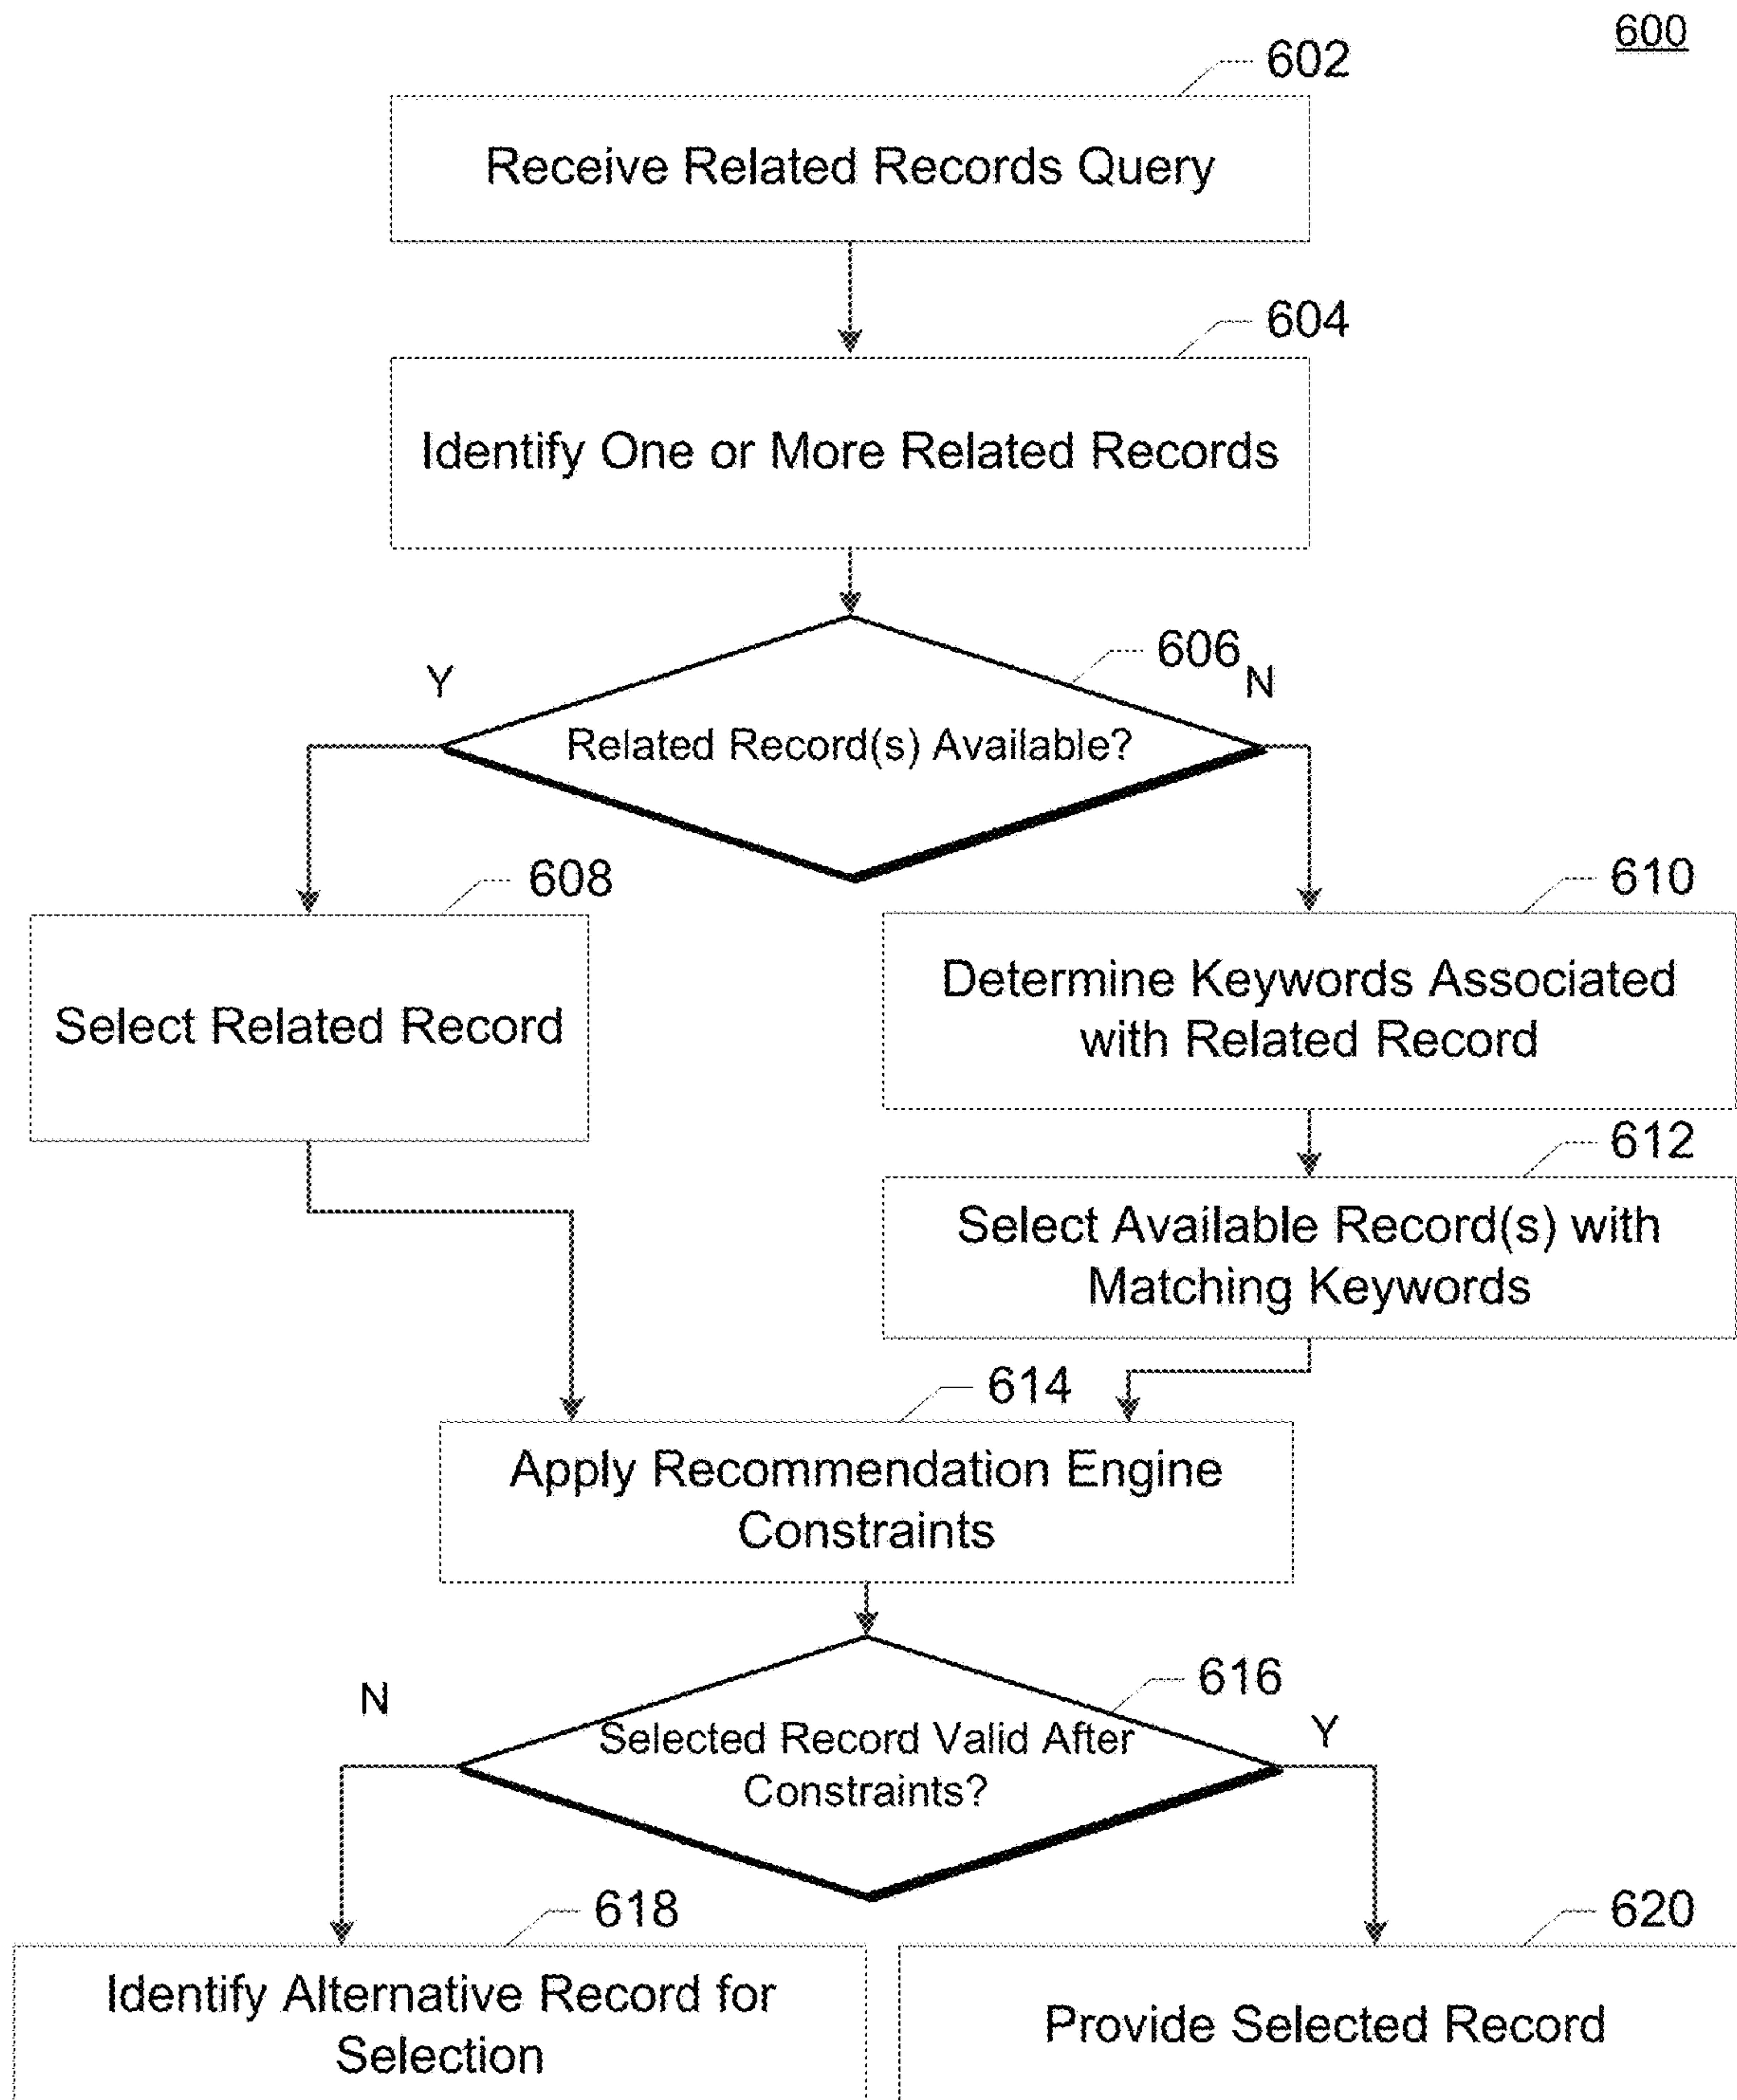 600
602
Receive Related Records Query
604
Identify One or More Related Records
606
Y
N
Related Record(s) Available?
608
610
Select Related Record
Determine Keywords Associated
with Related Record
612
Select Available Record(s) with
Matching Keywords
614
Apply Recommendation Engine
Constraints
616
N
Y
Selected Record Valid After
Constraints?
618
620
Identify Alternative Record for
Selection
Provide Selected Record